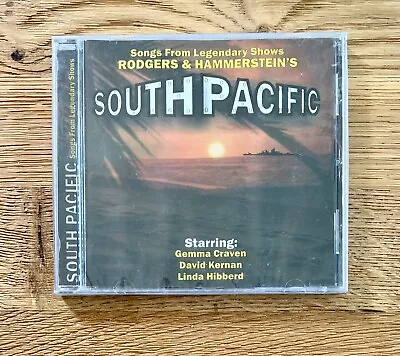 Songs From Legendary Shows
RODGERS & HAMMERSTEIN'S
SOUTH PACIFIC
Starring:
Gemma Craven
David Kernan
Linda Hibberd
SOUTH PACIFIC Songs From Legendary Shows